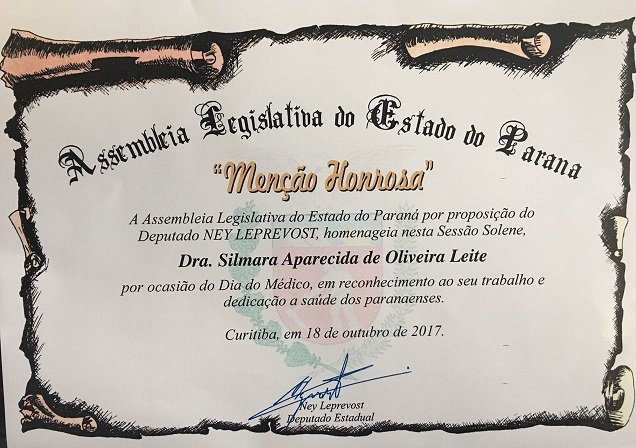 Assembleia Legislativa do Estado do Parana
"Menção Honrosa"
A Assembleia Legislativa do Estado do Paraná por proposição do
Deputado NEY LEPREVOST, homenageia nesta Sessão Solene,
Dra. Silmara Aparecida de Oliveira Leite
por ocasião do Dia do Médico, em reconhecimento ao seu trabalho e
dedicação a saúde dos paranaenses.
Curitiba, em 18 de outubro de 2017.
Ney Leprevost
Deputado Estadual